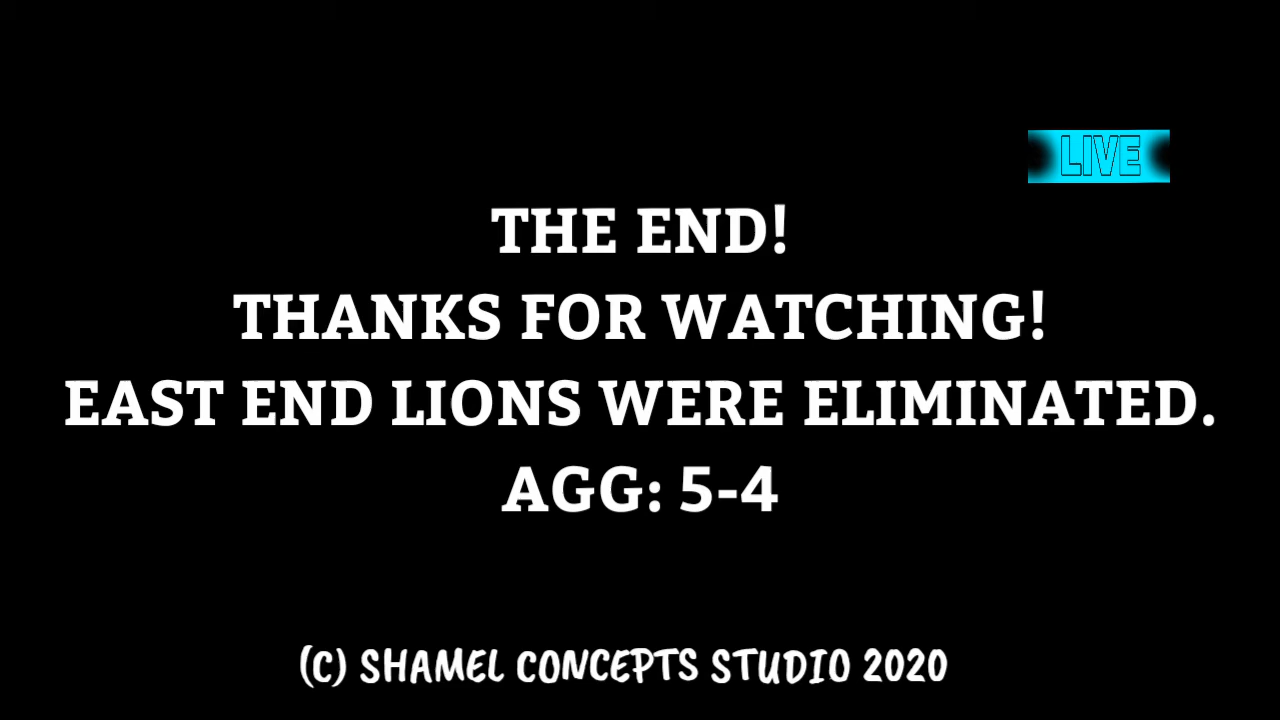 LIVE
THE END!
THANKS FOR WATCHING!
EAST END LIONS WERE ELIMINATED.
AGG: 5-4
(C) SHAMEL CONCEPTS STUDIO 2020